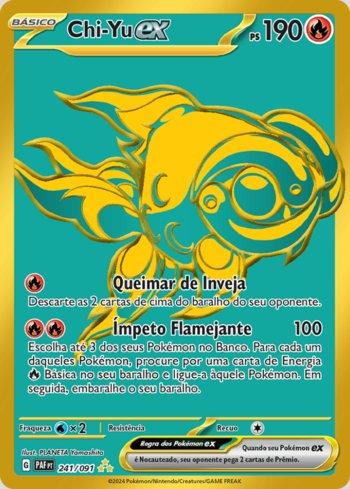 BÁSICO Chi-Yu ex PS 190
Queimar de Inveja
Descarte as 2 cartas de cima do baralho do seu oponente.
Ímpeto Flamejante 100
Escolha até 3 dos seus Pokémon no Banco. Para cada um
daqueles Pokémon, procure por uma carta de Energia
Básica no seu baralho e ligue-a àquele Pokémon. Em
seguida, embaralhe o seu baralho.
Fraqueza ×2 Resistência Recuo
Ilust. PLANETA Yamashita
Regra dos Pokémon ex
Quando seu Pokémon ex
é Nocauteado, seu oponente pega 2 cartas de Prêmio.
G PAF PT 241/091
©2024 Pokémon/Nintendo/Creatures/GAME FREAK